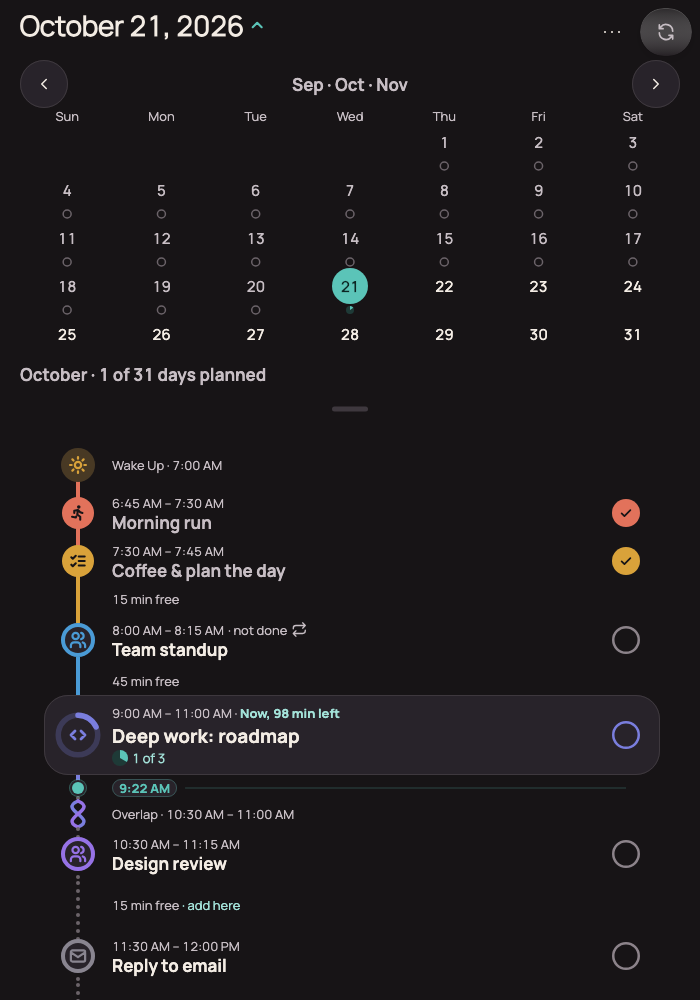 October 21, 2026
Sep · Oct · Nov
Sun Mon Tue Wed Thu Fri Sat
1 2 3
4 5 6 7 8 9 10
11 12 13 14 15 16 17
18 19 20 21 22 23 24
25 26 27 28 29 30 31
October · 1 of 31 days planned
Wake Up · 7:00 AM
6:45 AM – 7:30 AM
Morning run
7:30 AM – 7:45 AM
Coffee & plan the day
15 min free
8:00 AM – 8:15 AM · not done
Team standup
45 min free
9:00 AM – 11:00 AM · Now, 98 min left
Deep work: roadmap
1 of 3
9:22 AM
Overlap · 10:30 AM – 11:00 AM
10:30 AM – 11:15 AM
Design review
15 min free · add here
11:30 AM – 12:00 PM
Reply to email